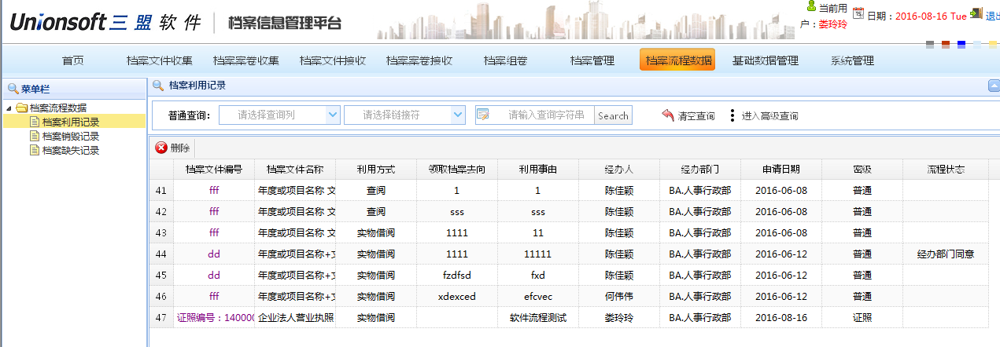 Unionsoft 三盟 软件 档案信息管理平台
当前用户：娄玲玲
日期：2016-08-16 Tue 退出
首页 档案文件收集 档案案卷收集 档案文件接收 档案案卷接收 档案组卷 档案管理 档案流程数据 基础数据管理 系统管理
菜单栏
档案流程数据
档案利用记录
档案销毁记录
档案缺失记录
档案利用记录
普通查询： 请选择查询列 请选择链接符 请输入查询字符串 Search 清空查询 进入高级查询
删除
档案文件编号 档案文件名称 利用方式 领取档案去向 利用事由 经办人 经办部门 申请日期 密级 流程状态
41 fff 年度或项目名称 文 查阅 1 1 陈佳颖 BA.人事行政部 2016-06-08 普通
42 fff 年度或项目名称 文 查阅 sss sss 陈佳颖 BA.人事行政部 2016-06-08 普通
43 fff 年度或项目名称 文 实物借阅 1111 11 陈佳颖 BA.人事行政部 2016-06-08 普通
44 dd 年度或项目名称+文 实物借阅 1111 11111 陈佳颖 BA.人事行政部 2016-06-12 普通 经办部门同意
45 dd 年度或项目名称+文 实物借阅 fzdfsd fxd 陈佳颖 BA.人事行政部 2016-06-12 普通
46 fff 年度或项目名称+文 实物借阅 xdexced efcvec 何伟伟 BA.人事行政部 2016-06-12 普通
47 证照编号：140000 企业法人营业执照 实物借阅 软件流程测试 娄玲玲 BA.人事行政部 2016-08-16 证照